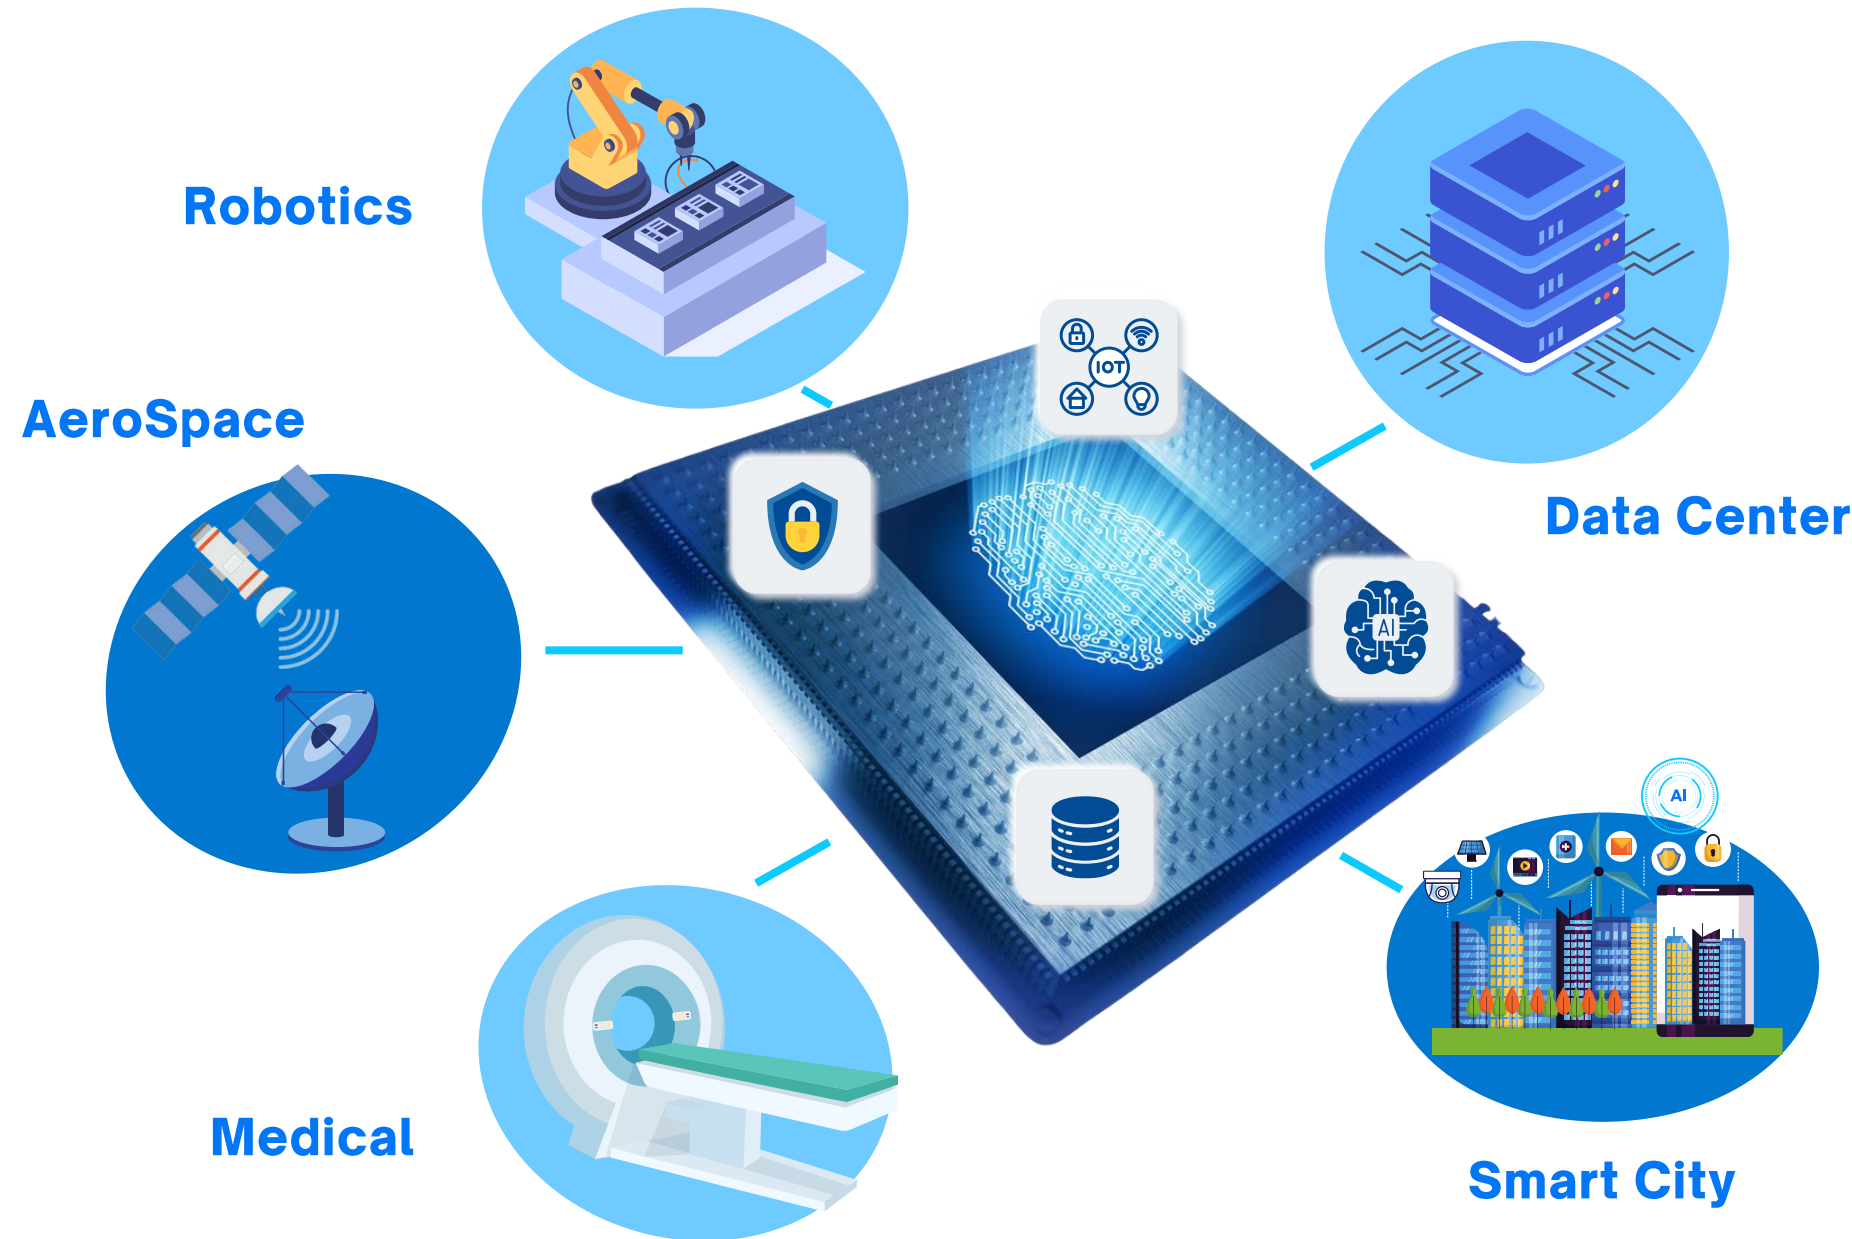 Robotics
IOT
AeroSpace
Data Center
AI
AI
Medical
Smart City